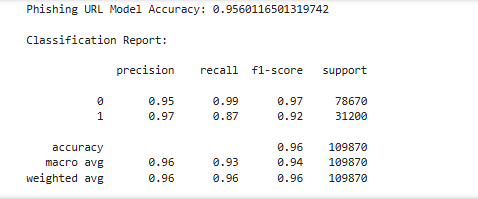 Phishing URL Model Accuracy: 0.9560116501319742
Classification Report:
precision recall f1-score support
0 0.95 0.99 0.97 78670
1 0.97 0.87 0.92 31200
accuracy 0.96 109870
macro avg 0.96 0.93 0.94 109870
weighted avg 0.96 0.96 0.96 109870